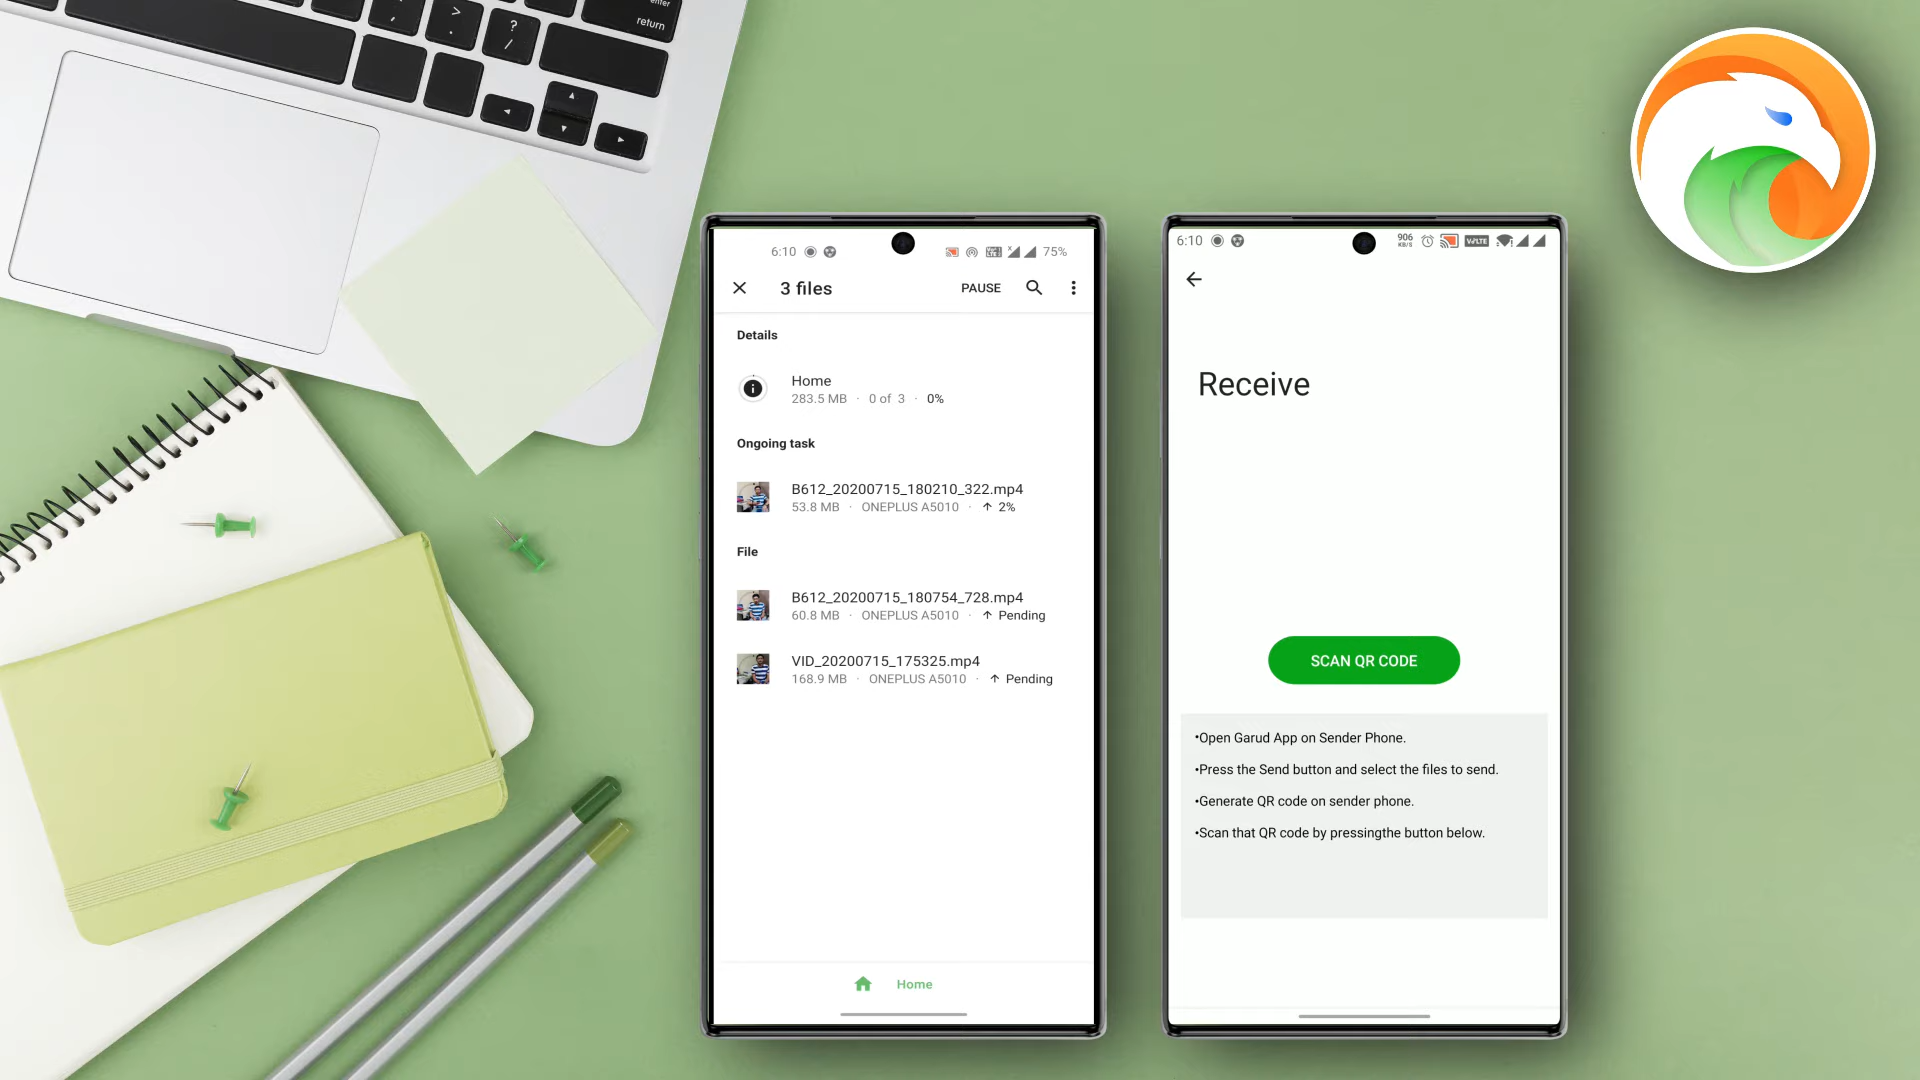 enter
return
?
/
>
.
,
6:10
75%
3 files
PAUSE
Details
Home
283.5 MB · 0 of 3 · 0%
Ongoing task
B612_20200715_180210_322.mp4
53.8 MB · ONEPLUS A5010 · ↑ 2%
File
B612_20200715_180754_728.mp4
60.8 MB · ONEPLUS A5010 · ↑ Pending
VID_20200715_175325.mp4
168.9 MB · ONEPLUS A5010 · ↑ Pending
Home
6:10
906
KB/S
VoLTE
Receive
SCAN QR CODE
•Open Garud App on Sender Phone.
•Press the Send button and select the files to send.
•Generate QR code on sender phone.
•Scan that QR code by pressingthe button below.